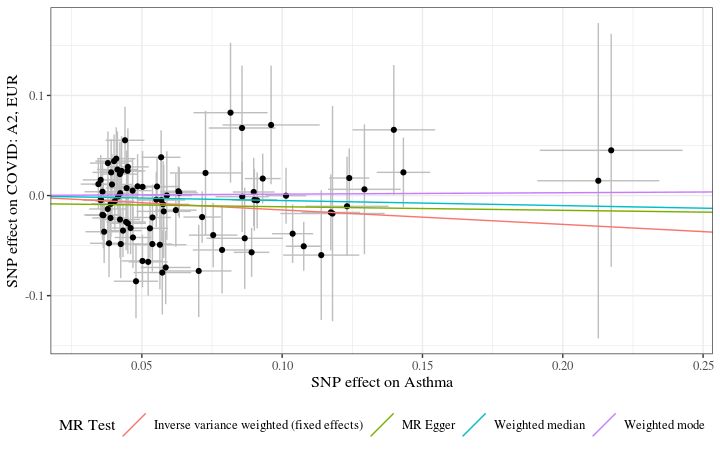 SNP effect on COVID: A2, EUR
0.1
0.0
-0.1
0.05
0.10
0.15
0.20
0.25
SNP effect on Asthma
MR Test
Inverse variance weighted (fixed effects)
MR Egger
Weighted median
Weighted mode